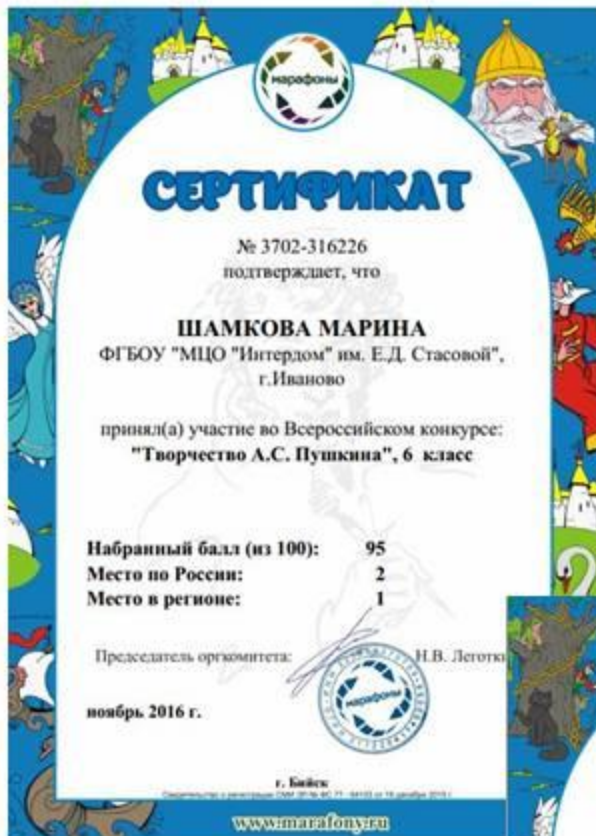 марафоны
СЕРТИФИКАТ
№ 3702-316226
подтверждает, что
ШАМКОВА МАРИНА
ФГБОУ "МЦО "Интердом" им. Е.Д. Стасовой",
г.Иваново
принял(а) участие во Всероссийском конкурсе:
"Творчество А.С. Пушкина", 6 класс
Набранный балл (из 100): 95
Место по России: 2
Место в регионе: 1
Председатель оргкомитета: Н.В. Леготки
марафоны
ноябрь 2016 г.
г. Бийск
www.marafony.ru